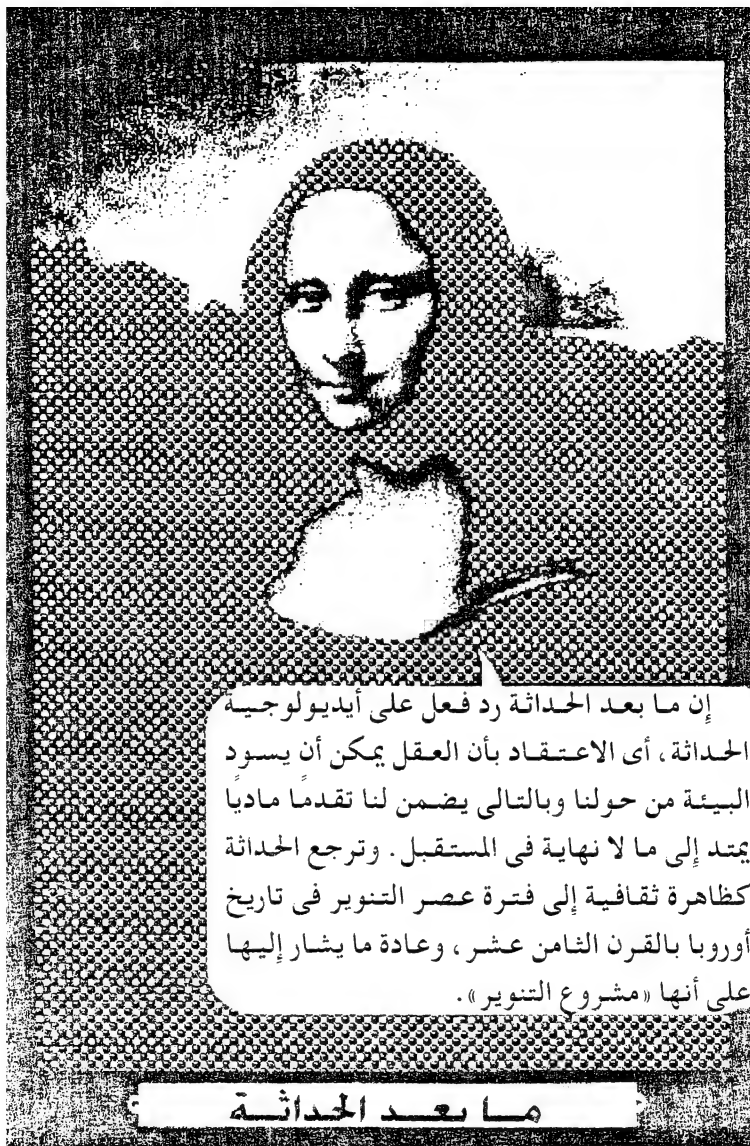 إن ما بعد الحداثة رد فعل على أيديولوجية
الحداثة، أى الاعتقاد بأن العقل يمكن أن يسود
البيئة من حولنا وبالتالى يضمن لنا تقدمًا ماديًا
يمتد إلى ما لا نهاية فى المستقبل. وترجع الحداثة
كظاهرة ثقافية إلى فترة عصر التنوير فى تاريخ
أوروبا بالقرن الثامن عشر، وعادة ما يشار إليها
على أنها «مشروع التنوير».
ما بعد الحداثة